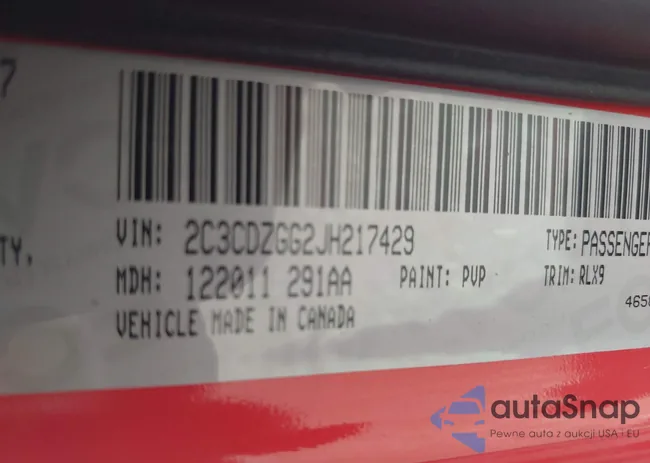 7
VIN: 2C3CDZGG2JH217429
TYPE: PASSENGER
TY,
MDH: 122011 291AA
PAINT: PVP
TRIM: RLX9
VEHICLE MADE IN CANADA
465
autaSnap
Pewne auta z aukcji USA i EU